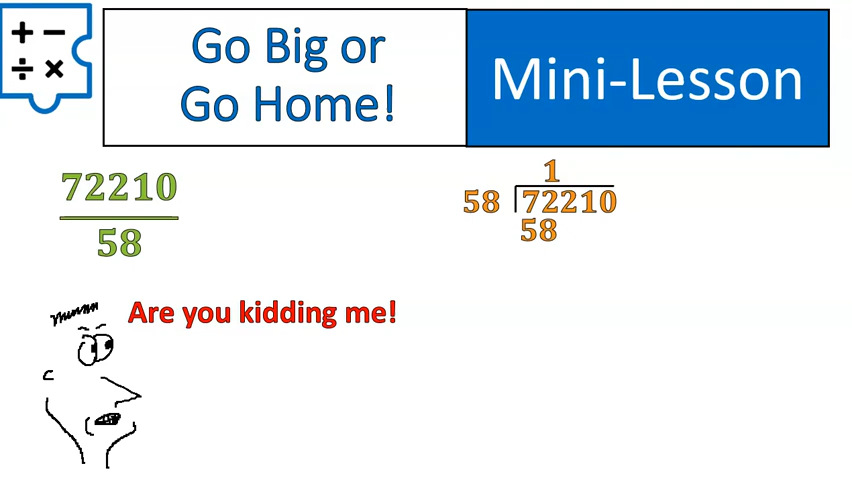 + −
÷ ×
Go Big or
Go Home!
Mini-Lesson
72210
58
1
58 72210
58
Are you kidding me!